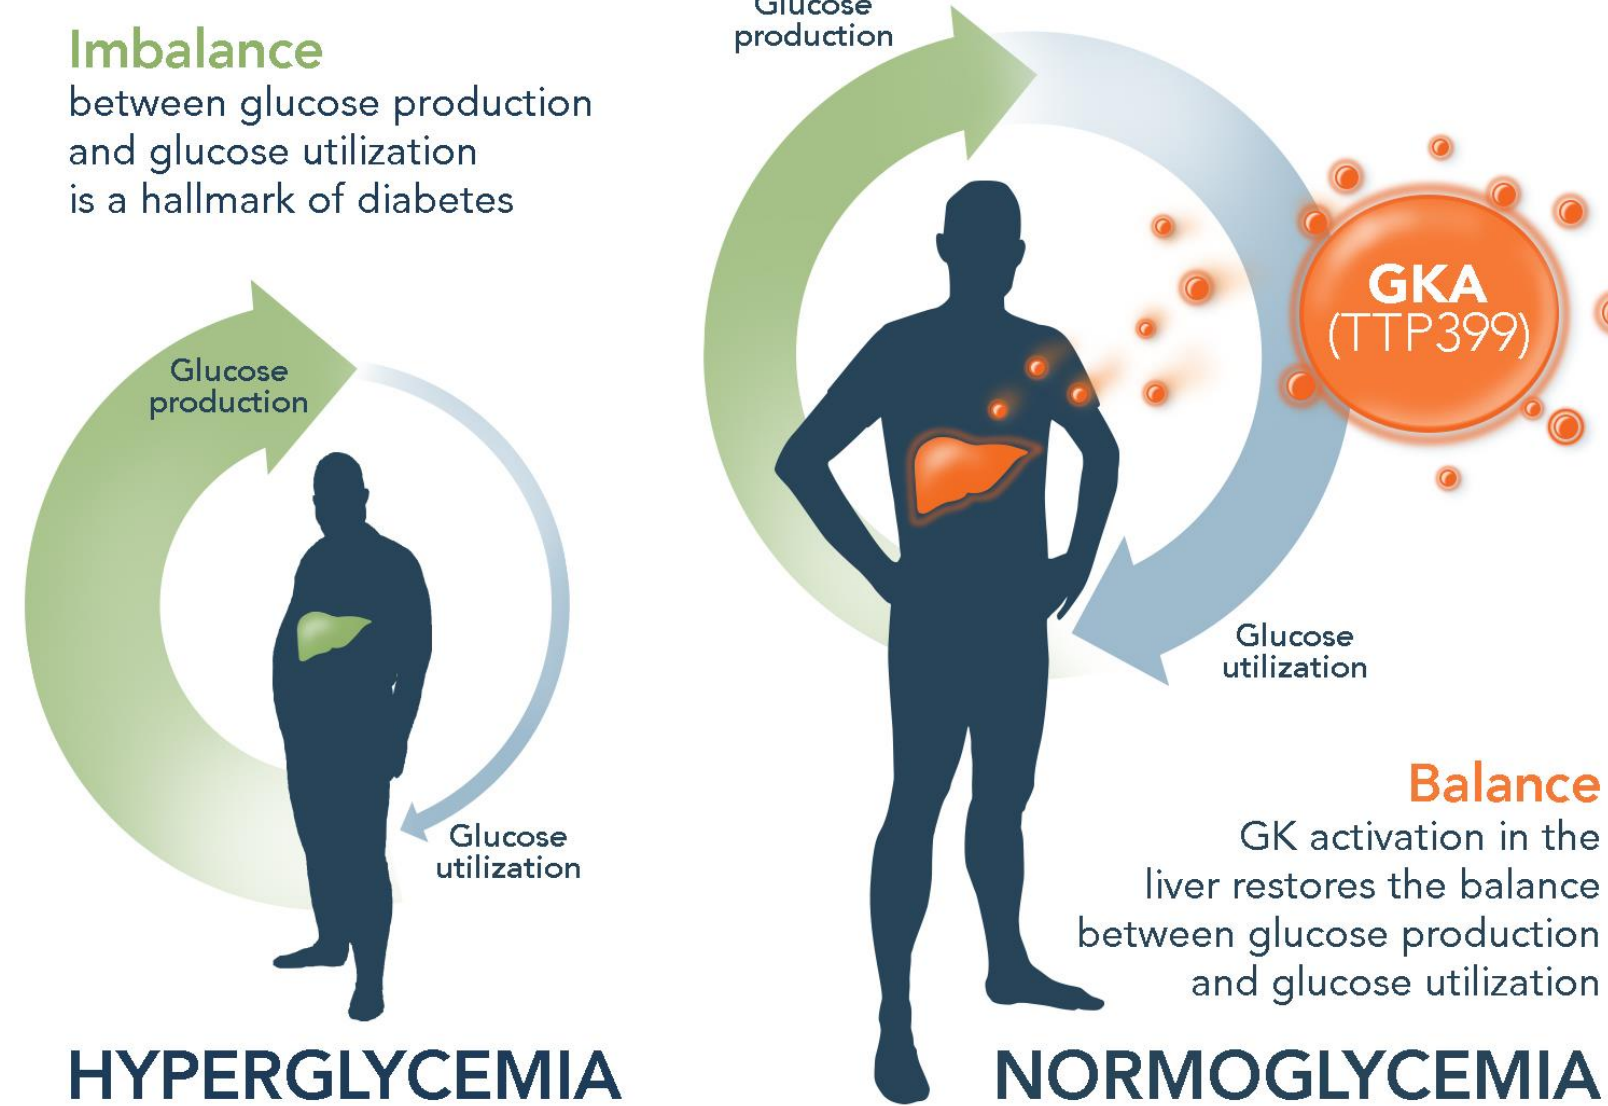 Imbalance
between glucose production
and glucose utilization
is a hallmark of diabetes
Glucose
production
Glucose
utilization
HYPERGLYCEMIA
Glucose
production
GKA
(TTP399)
Glucose
utilization
Balance
GK activation in the
liver restores the balance
between glucose production
and glucose utilization
NORMOGLYCEMIA